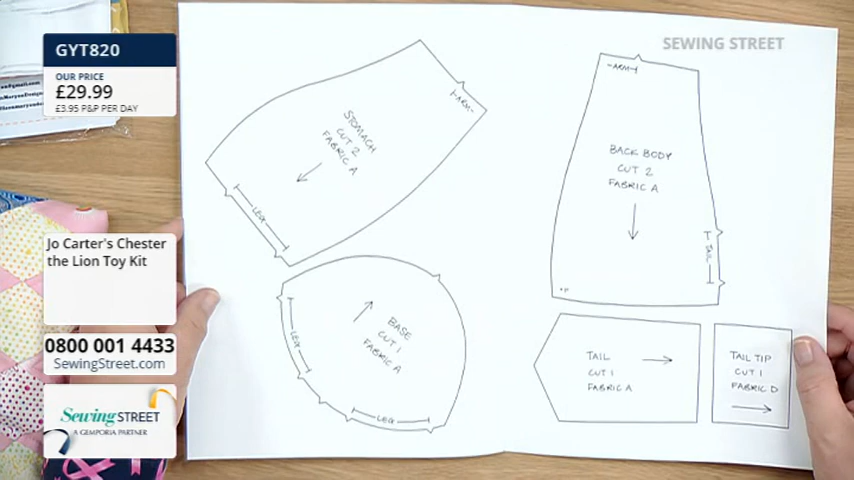 GYT820
OUR PRICE
£29.99
£3.95 P&P PER DAY
Jo Carter's Chester
the Lion Toy Kit
0800 001 4433
SewingStreet.com
Sewing STREET
A GEMPORIA PARTNER
SEWING STREET
ARM
STOMACH
CUT 2
FABRIC A
LEG
ARM
BACK BODY
CUT 2
FABRIC A
TAIL
BASE
CUT 1
FABRIC A
LEG
LEG
TAIL
CUT 1
FABRIC A
TAIL TIP
CUT 1
FABRIC D